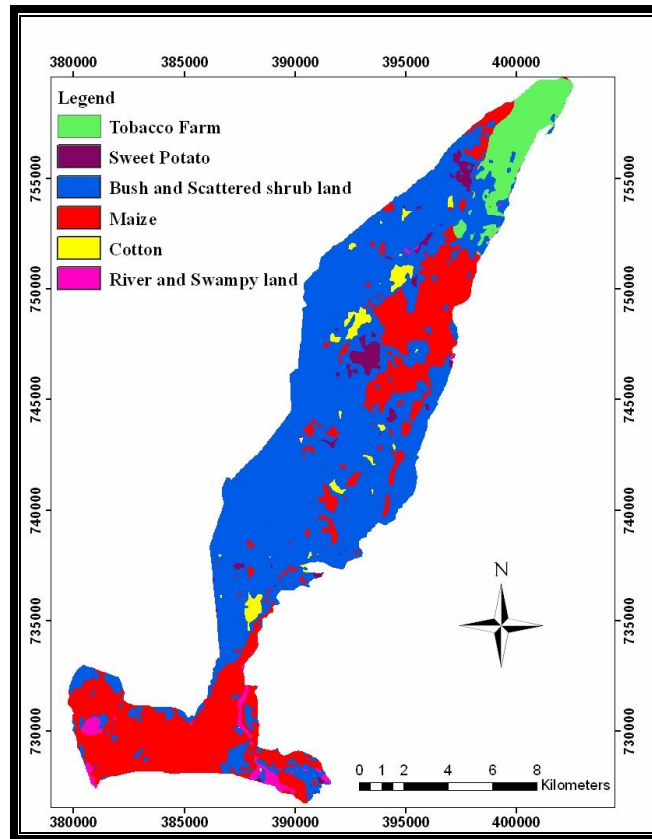 380000 385000 390000 395000 400000
Legend
Tobacco Farm
Sweet Potato
Bush and Scattered shrub land
Maize
Cotton
River and Swampy land
755000 755000
750000 750000
745000 745000
740000 740000
735000 735000
730000 730000
N
0 1 2 4 6 8
Kilometers
380000 385000 390000 395000 400000